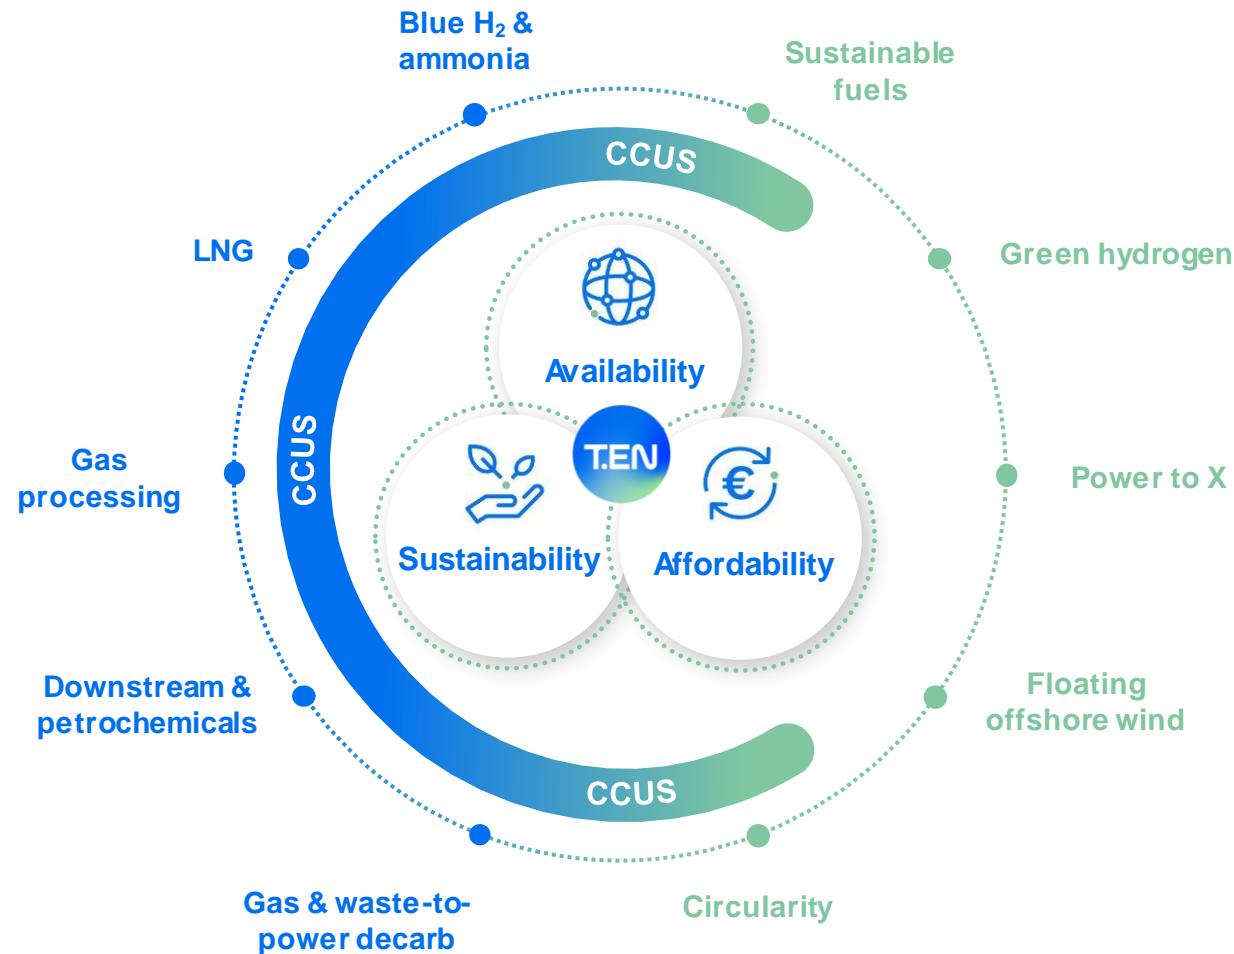 Blue H₂ &
ammonia
Sustainable
fuels
CCUS
LNG
Green hydrogen
Availability
CCUS
T.EN
Gas
processing
Power to X
Sustainability
Affordability
Downstream &
petrochemicals
Floating
offshore wind
CCUS
Gas & waste-to-
power decarb
Circularity